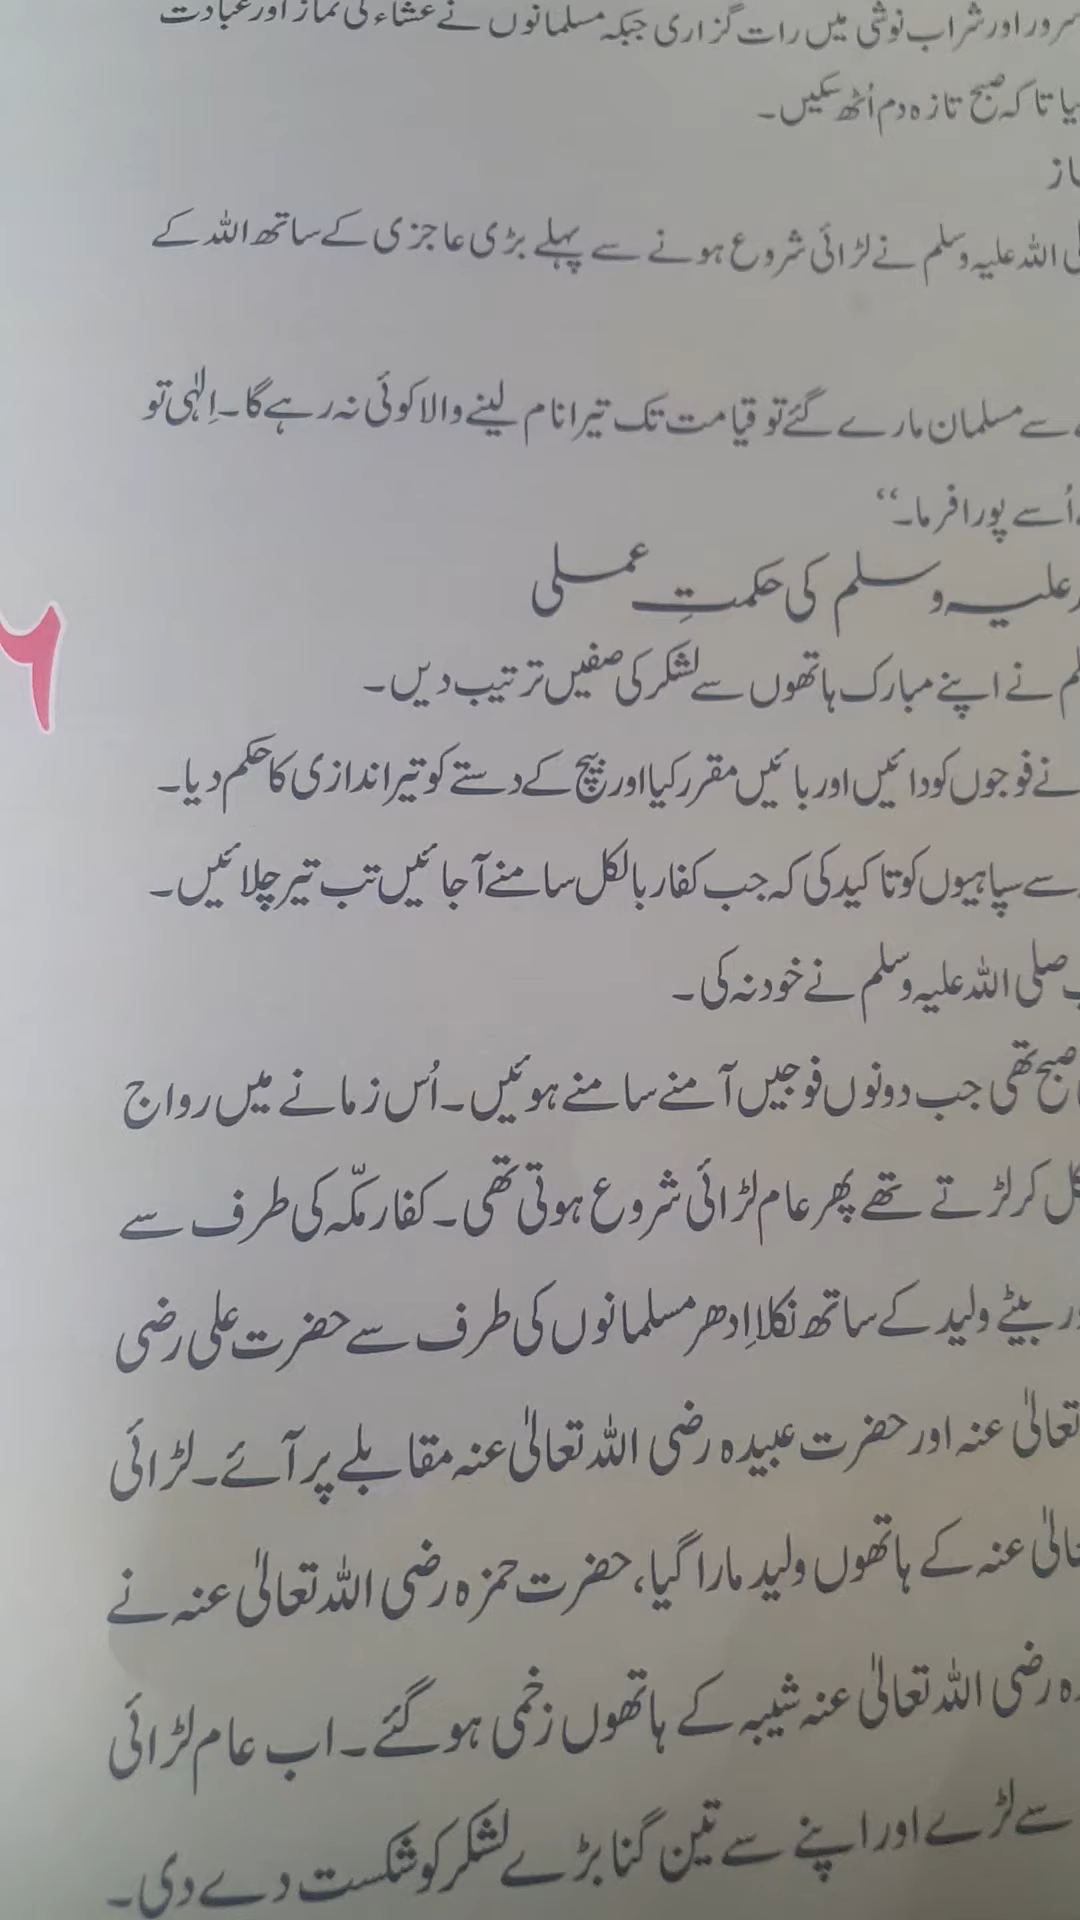 سرور اور شراب نوشی میں رات گزاری جبکہ مسلمانوں نے عشاء کی نماز اور عبادت
تاکہ صبح تازہ دم اُٹھ سکیں۔
اللہ علیہ وسلم نے لڑائی شروع ہونے سے پہلے بڑی عاجزی کے ساتھ اللہ کے
سے مسلمان مارے گئے تو قیامت تک تیرا نام لینے والا کوئی نہ رہے گا۔ اِلٰہی تو
اُسے پورا فرما۔‘‘
علیہ وسلم کی حکمتِ عملی
نے اپنے مبارک ہاتھوں سے لشکر کی صفیں ترتیب دیں۔
۶
نے فوجوں کو دائیں اور بائیں مقرر کیا اور بیچ کے دستے کو تیر اندازی کا حکم دیا۔
سے سپاہیوں کو تاکید کی کہ جب کفار بالکل سامنے آ جائیں تب تیر چلائیں۔
صلی اللہ علیہ وسلم نے خود نہ کی۔
صبح تھی جب دونوں فوجیں آمنے سامنے ہوئیں۔ اُس زمانے میں رواج
کر لڑتے تھے پھر عام لڑائی شروع ہوتی تھی۔ کفار مکّہ کی طرف سے
بیٹے ولید کے ساتھ نکلا اِدھر مسلمانوں کی طرف سے حضرت علی رضی
تعالیٰ عنہ اور حضرت عبیدہ رضی اللہ تعالیٰ عنہ مقابلے پر آئے۔ لڑائی
عنہ کے ہاتھوں ولید مارا گیا، حضرت حمزہ رضی اللہ تعالیٰ عنہ نے
رضی اللہ تعالیٰ عنہ شیبہ کے ہاتھوں زخمی ہو گئے۔ اب عام لڑائی
سے لڑے اور اپنے سے تین گنا بڑے لشکر کو شکست دے دی۔